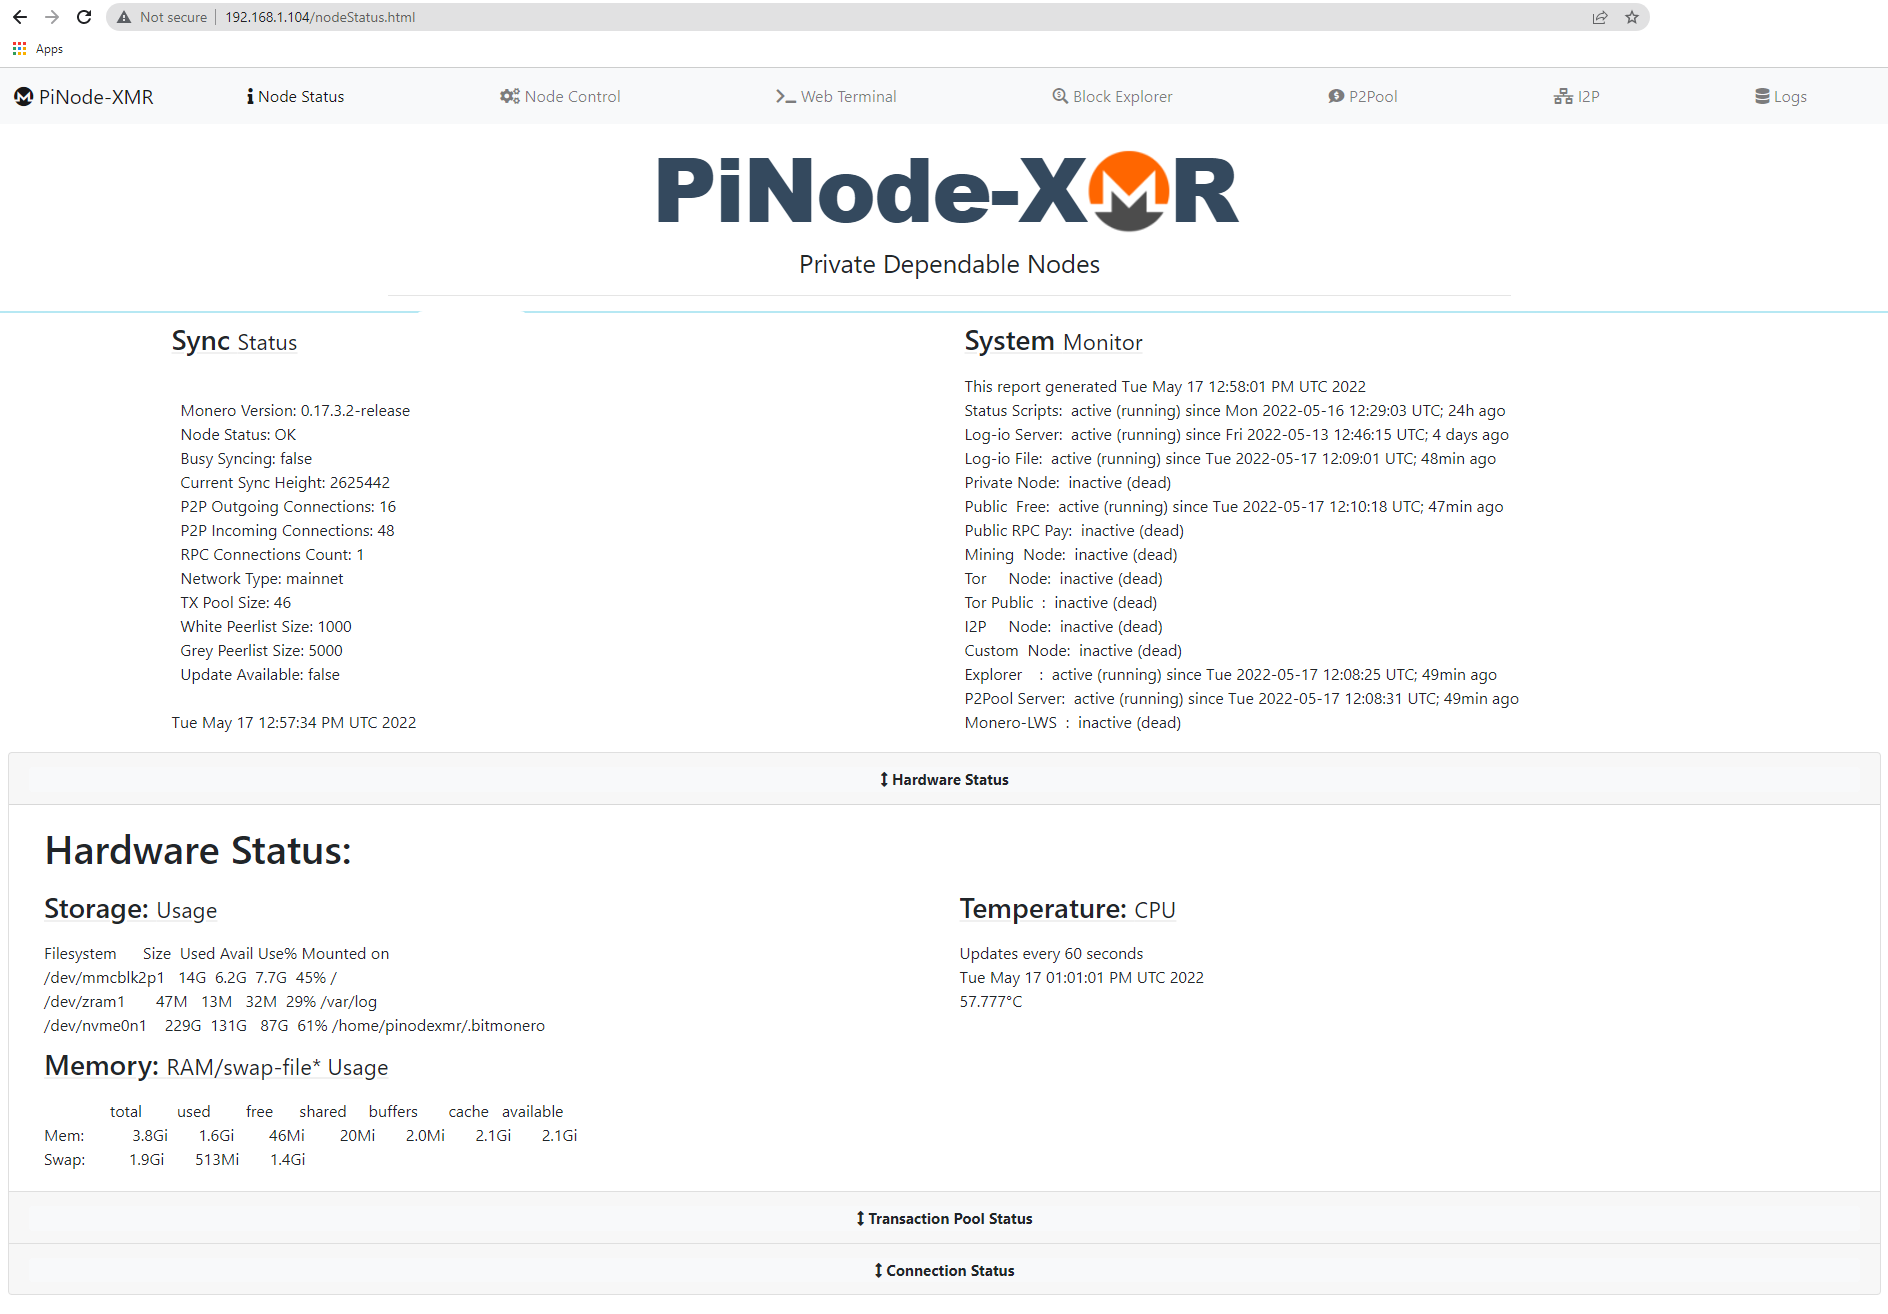 Not secure | 192.168.1.104/nodeStatus.html
Apps
PiNode-XMR Node Status Node Control Web Terminal Block Explorer P2Pool I2P Logs
PiNode-XMR
Private Dependable Nodes
Sync Status
Monero Version: 0.17.3.2-release
Node Status: OK
Busy Syncing: false
Current Sync Height: 2625442
P2P Outgoing Connections: 16
P2P Incoming Connections: 48
RPC Connections Count: 1
Network Type: mainnet
TX Pool Size: 46
White Peerlist Size: 1000
Grey Peerlist Size: 5000
Update Available: false
Tue May 17 12:57:34 PM UTC 2022
System Monitor
This report generated Tue May 17 12:58:01 PM UTC 2022
Status Scripts: active (running) since Mon 2022-05-16 12:29:03 UTC; 24h ago
Log-io Server: active (running) since Fri 2022-05-13 12:46:15 UTC; 4 days ago
Log-io File: active (running) since Tue 2022-05-17 12:09:01 UTC; 48min ago
Private Node: inactive (dead)
Public Free: active (running) since Tue 2022-05-17 12:10:18 UTC; 47min ago
Public RPC Pay: inactive (dead)
Mining Node: inactive (dead)
Tor Node: inactive (dead)
Tor Public : inactive (dead)
I2P Node: inactive (dead)
Custom Node: inactive (dead)
Explorer : active (running) since Tue 2022-05-17 12:08:25 UTC; 49min ago
P2Pool Server: active (running) since Tue 2022-05-17 12:08:31 UTC; 49min ago
Monero-LWS : inactive (dead)
Hardware Status
Hardware Status:
Storage: Usage
Filesystem Size Used Avail Use% Mounted on
/dev/mmcblk2p1 14G 6.2G 7.7G 45% /
/dev/zram1 47M 13M 32M 29% /var/log
/dev/nvme0n1 229G 131G 87G 61% /home/pinodexmr/.bitmonero
Temperature: CPU
Updates every 60 seconds
Tue May 17 01:01:01 PM UTC 2022
57.777°C
Memory: RAM/swap-file* Usage
total used free shared buffers cache available
Mem: 3.8Gi 1.6Gi 46Mi 20Mi 2.0Mi 2.1Gi 2.1Gi
Swap: 1.9Gi 513Mi 1.4Gi
Transaction Pool Status
Connection Status